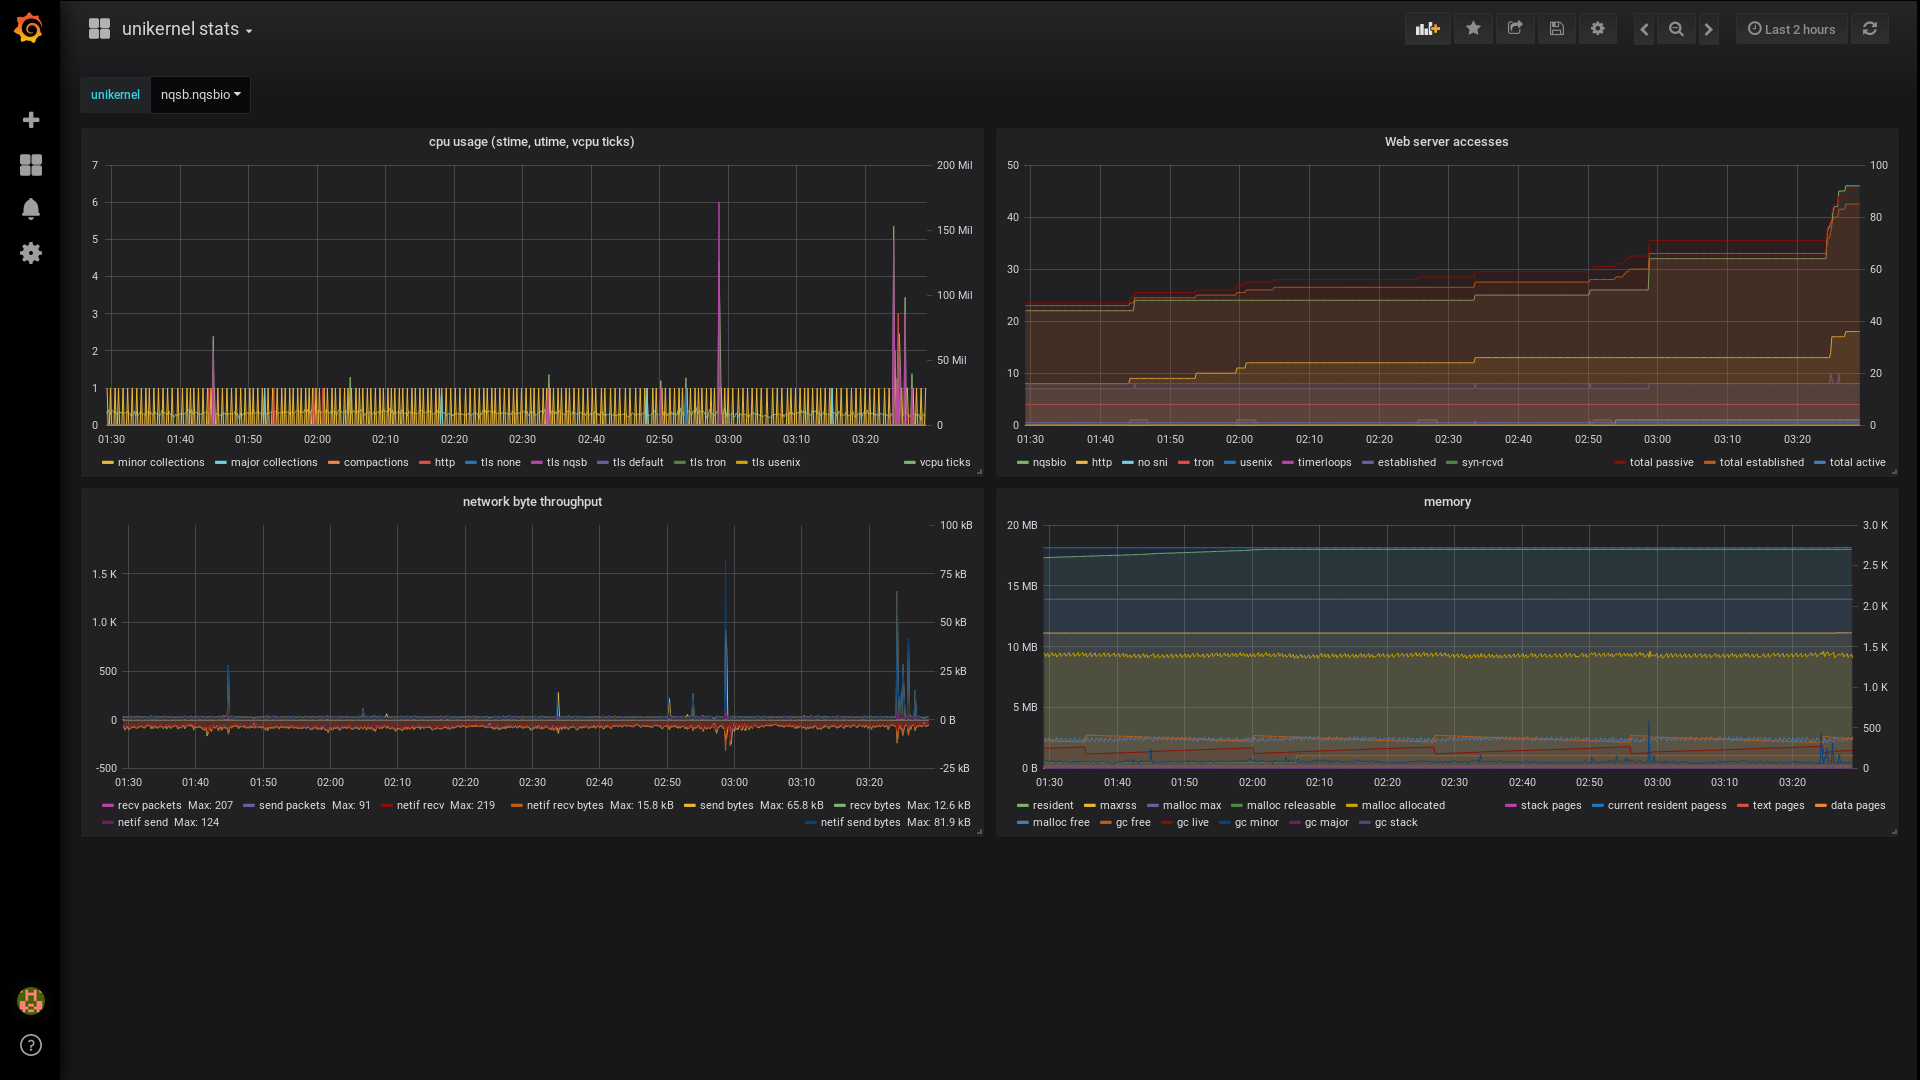 unikernel stats
Last 2 hours
unikernel nqsb.nqsbio
cpu usage (stime, utime, vcpu ticks)
7
6
5
4
3
2
1
0
200 Mil
150 Mil
100 Mil
50 Mil
0
01:30 01:40 01:50 02:00 02:10 02:20 02:30 02:40 02:50 03:00 03:10 03:20
minor collections major collections compactions http tls none tls nqsb tls default tls tron tls usenix vcpu ticks
Web server accesses
50
40
30
20
10
0
100
80
60
40
20
0
01:30 01:40 01:50 02:00 02:10 02:20 02:30 02:40 02:50 03:00 03:10 03:20
nqsbio http no sni tron usenix timerloops established syn-rcvd total passive total established total active
network byte throughput
1.5 K
1.0 K
500
0
-500
100 kB
75 kB
50 kB
25 kB
0 B
-25 kB
01:30 01:40 01:50 02:00 02:10 02:20 02:30 02:40 02:50 03:00 03:10 03:20
recv packets Max: 207 send packets Max: 91 netif recv Max: 219 netif recv bytes Max: 15.8 kB send bytes Max: 65.8 kB recv bytes Max: 12.6 kB
netif send Max: 124 netif send bytes Max: 81.9 kB
memory
20 MB
15 MB
10 MB
5 MB
0 B
3.0 K
2.5 K
2.0 K
1.5 K
1.0 K
500
0
01:30 01:40 01:50 02:00 02:10 02:20 02:30 02:40 02:50 03:00 03:10 03:20
resident maxrss malloc max malloc releasable malloc allocated stack pages current resident pagess text pages data pages
malloc free gc free gc live gc minor gc major gc stack